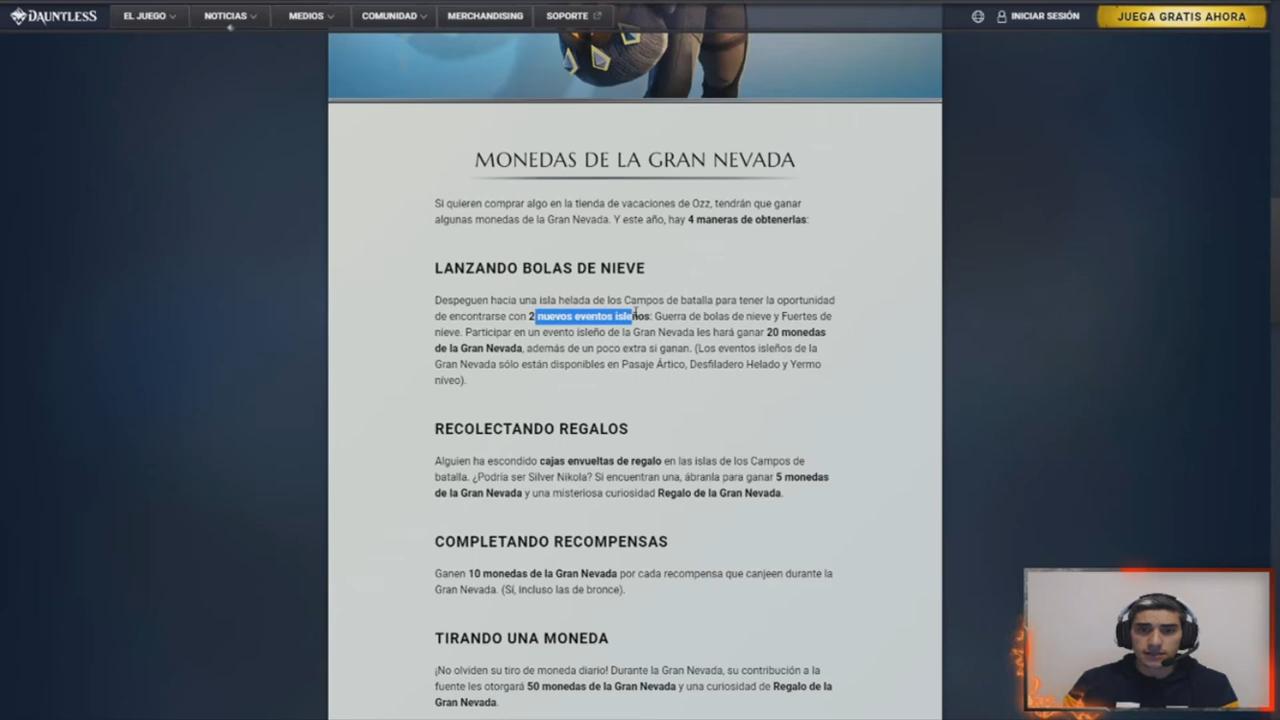 DAUNTLESS
EL JUEGO
NOTICIAS
MEDIOS
COMUNIDAD
MERCHANDISING
SOPORTE
INICIAR SESIÓN
JUEGA GRATIS AHORA
MONEDAS DE LA GRAN NEVADA
Si quieren comprar algo en la tienda de vacaciones de Ozz, tendrán que ganar
algunas monedas de la Gran Nevada. Y este año, hay 4 maneras de obtenerlas:
LANZANDO BOLAS DE NIEVE
Despeguen hacia una isla helada de los Campos de batalla para tener la oportunidad
de encontrarse con 2 nuevos eventos isleños: Guerra de bolas de nieve y Fuertes de
nieve. Participar en un evento isleño de la Gran Nevada les hará ganar 20 monedas
de la Gran Nevada, además de un poco extra si ganan. (Los eventos isleños de la
Gran Nevada sólo están disponibles en Pasaje Ártico, Desfiladero Helado y Yermo
níveo).
RECOLECTANDO REGALOS
Alguien ha escondido cajas envueltas de regalo en las islas de los Campos de
batalla. ¿Podría ser Silver Nikola? Si encuentran una, ábranla para ganar 5 monedas
de la Gran Nevada y una misteriosa curiosidad Regalo de la Gran Nevada.
COMPLETANDO RECOMPENSAS
Ganen 10 monedas de la Gran Nevada por cada recompensa que canjeen durante la
Gran Nevada. (Sí, incluso las de bronce).
TIRANDO UNA MONEDA
¡No olviden su tiro de moneda diario! Durante la Gran Nevada, su contribución a la
fuente les otorgará 50 monedas de la Gran Nevada y una curiosidad de Regalo de la
Gran Nevada.